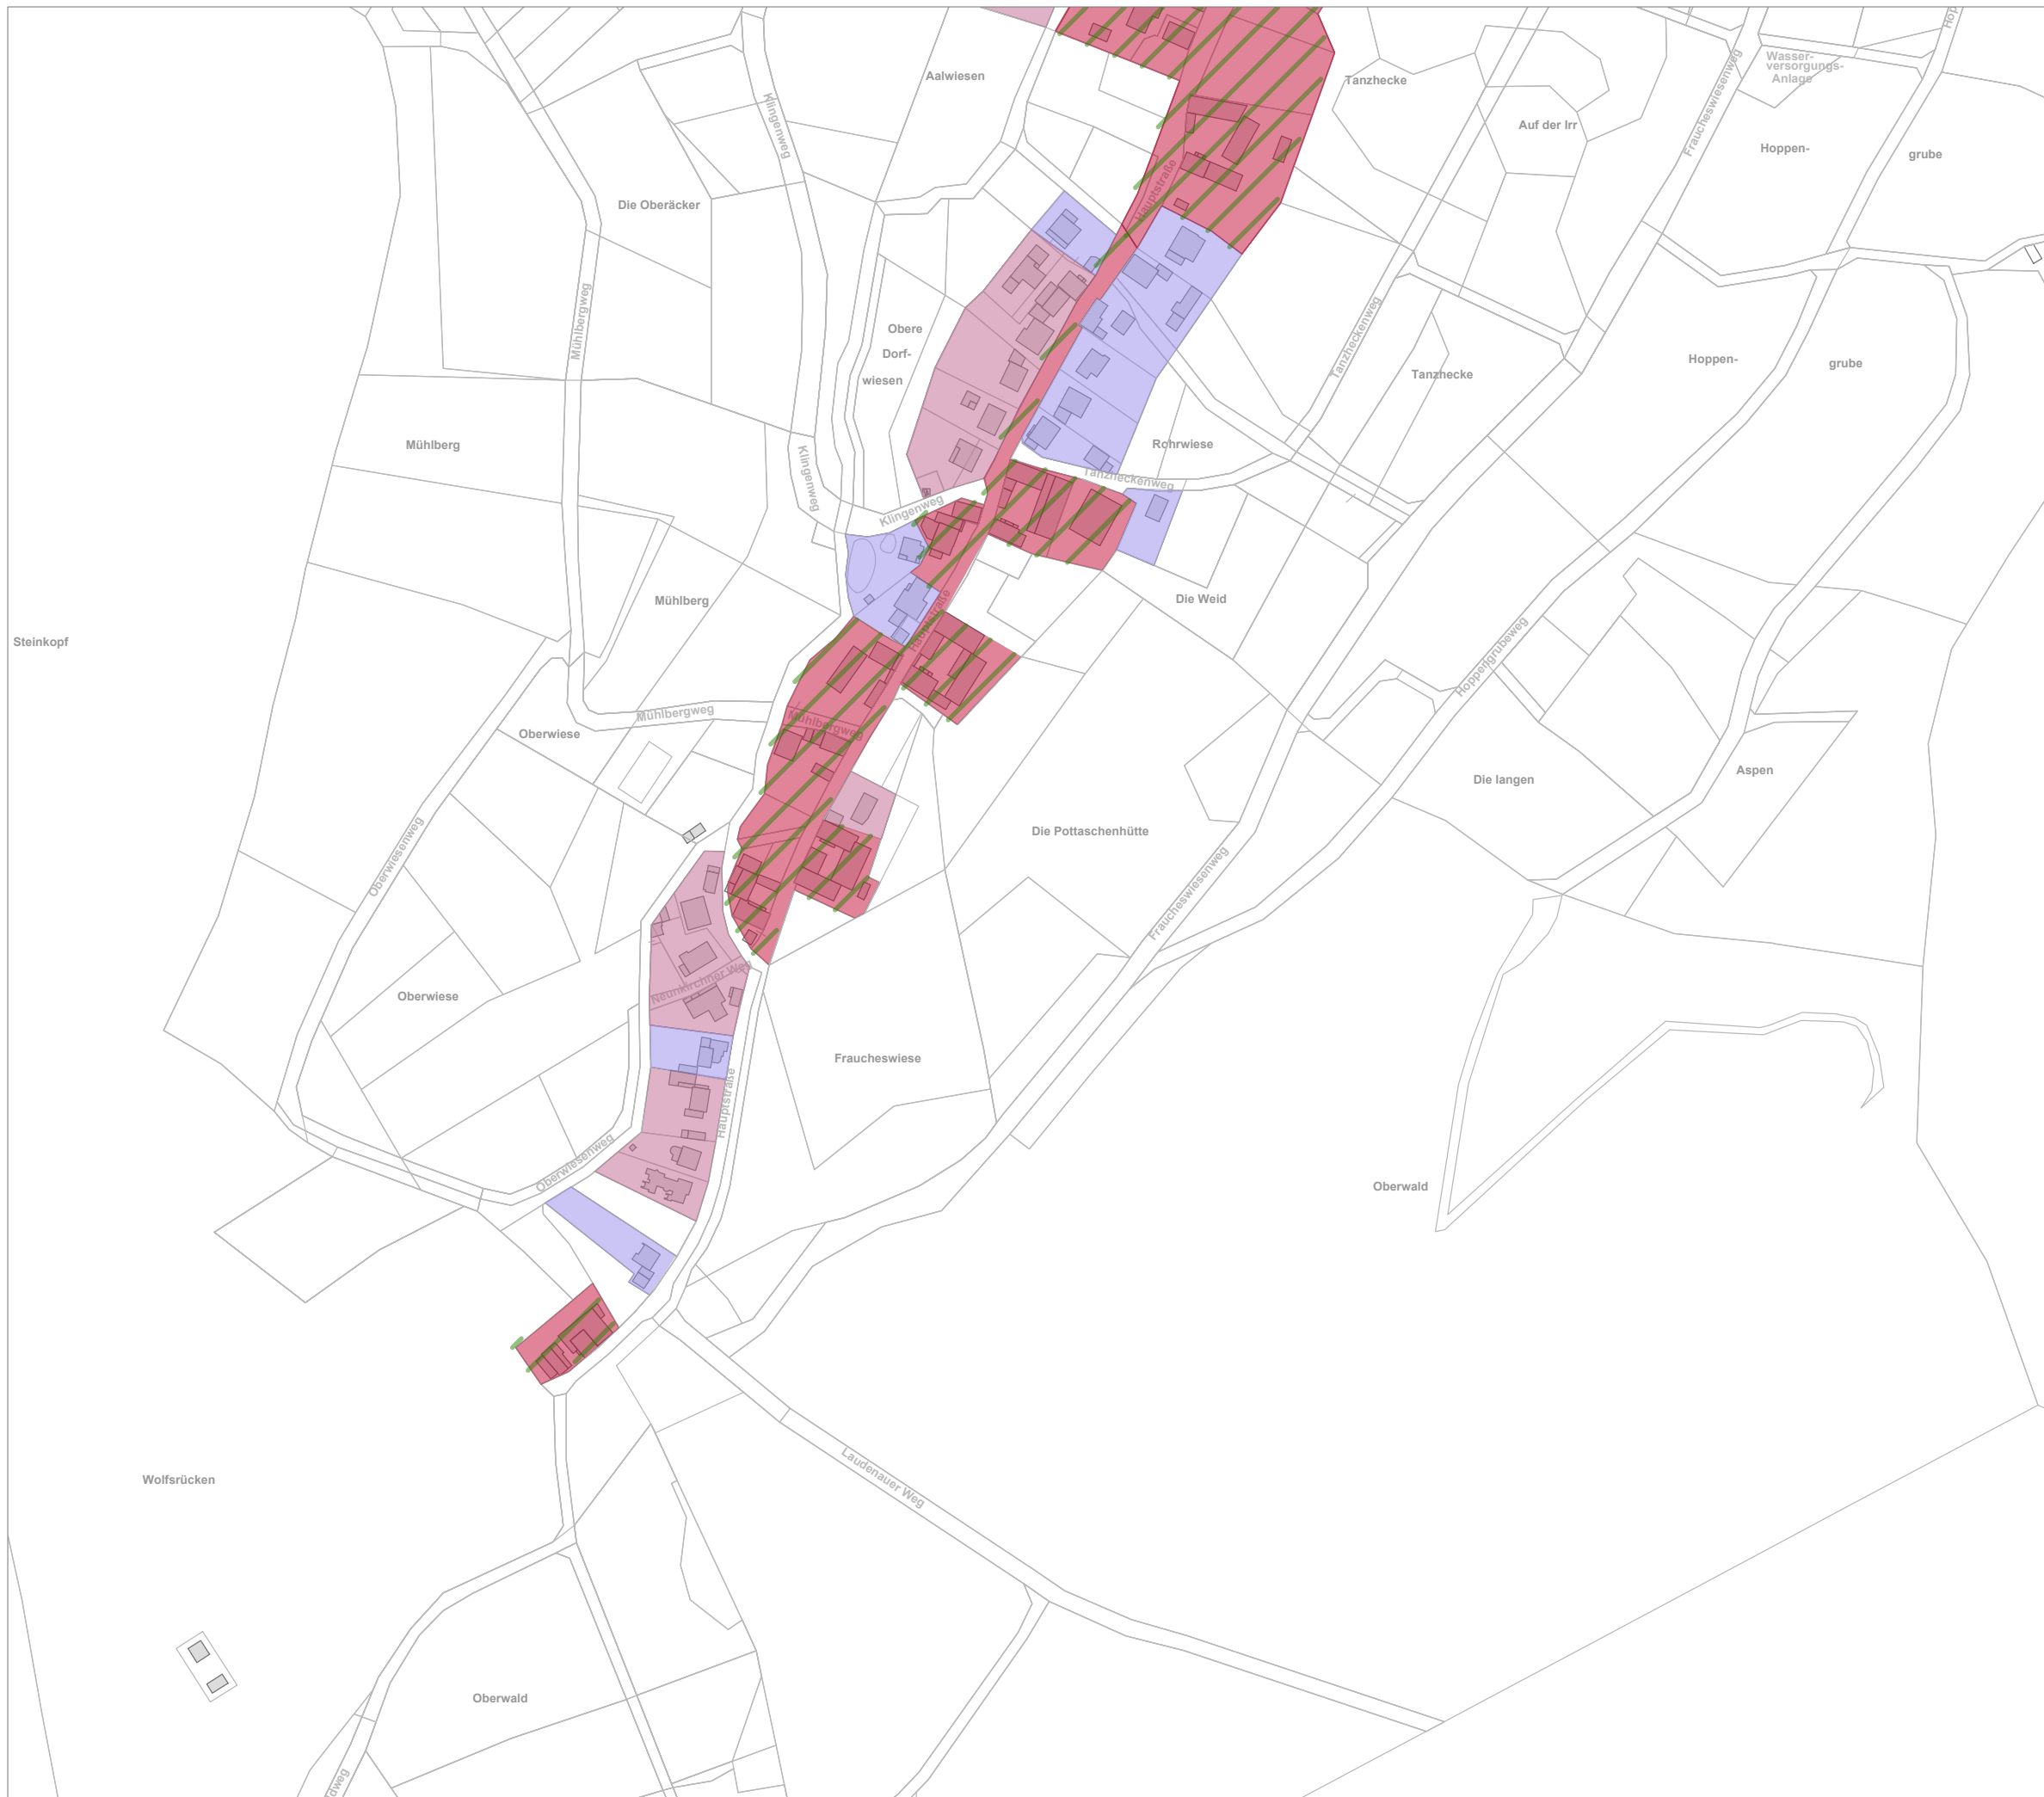 Hop
Wasser-
versorgungs-
Anlage
Aalwiesen
Tanzhecke
Klingenweg
Auf der Irr
Fraucheswiesenweg
Hoppen-
grube
Hauptstraße
Die Oberäcker
Mühlbergweg
Obere
Dorf-
wiesen
Tanzheckenweg
Hoppen-
grube
Tanzhecke
Mühlberg
Rohrwiese
Klingenweg
Tanzheckenweg
Klingenweg
Mühlberg
Die Weid
Hauptstraße
Steinkopf
Hoppengrubeweg
Mühlbergweg
Mühlbergweg
Oberwiese
Aspen
Die langen
Die Pottaschenhütte
Oberwiesenweg
Fraucheswiesenweg
Neunkirchner Weg
Oberwiese
Fraucheswiese
Hauptstraße
Oberwiesenweg
Oberwald
Wolfsrücken
Laudenauer Weg
Oberwald
dweg